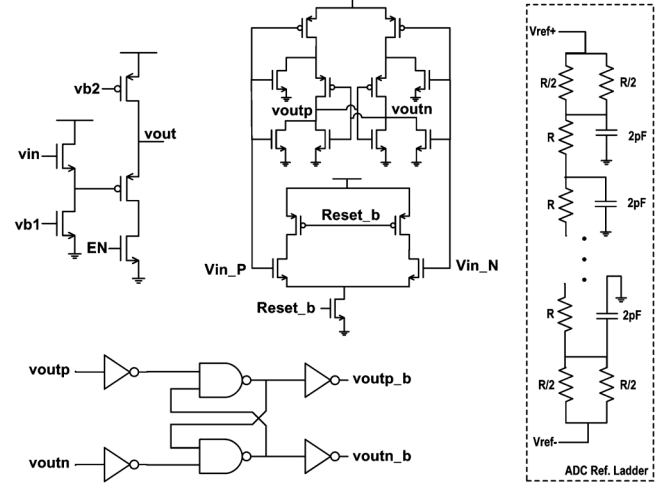 vb2
vout
vin
vb1
EN
voutp
voutn
Reset_b
Vin_P
Vin_N
Reset_b
voutp
voutp_b
voutn
voutn_b
Vref+
R/2
R/2
R
2pF
R
2pF
R
2pF
R/2
R/2
Vref-
ADC Ref. Ladder